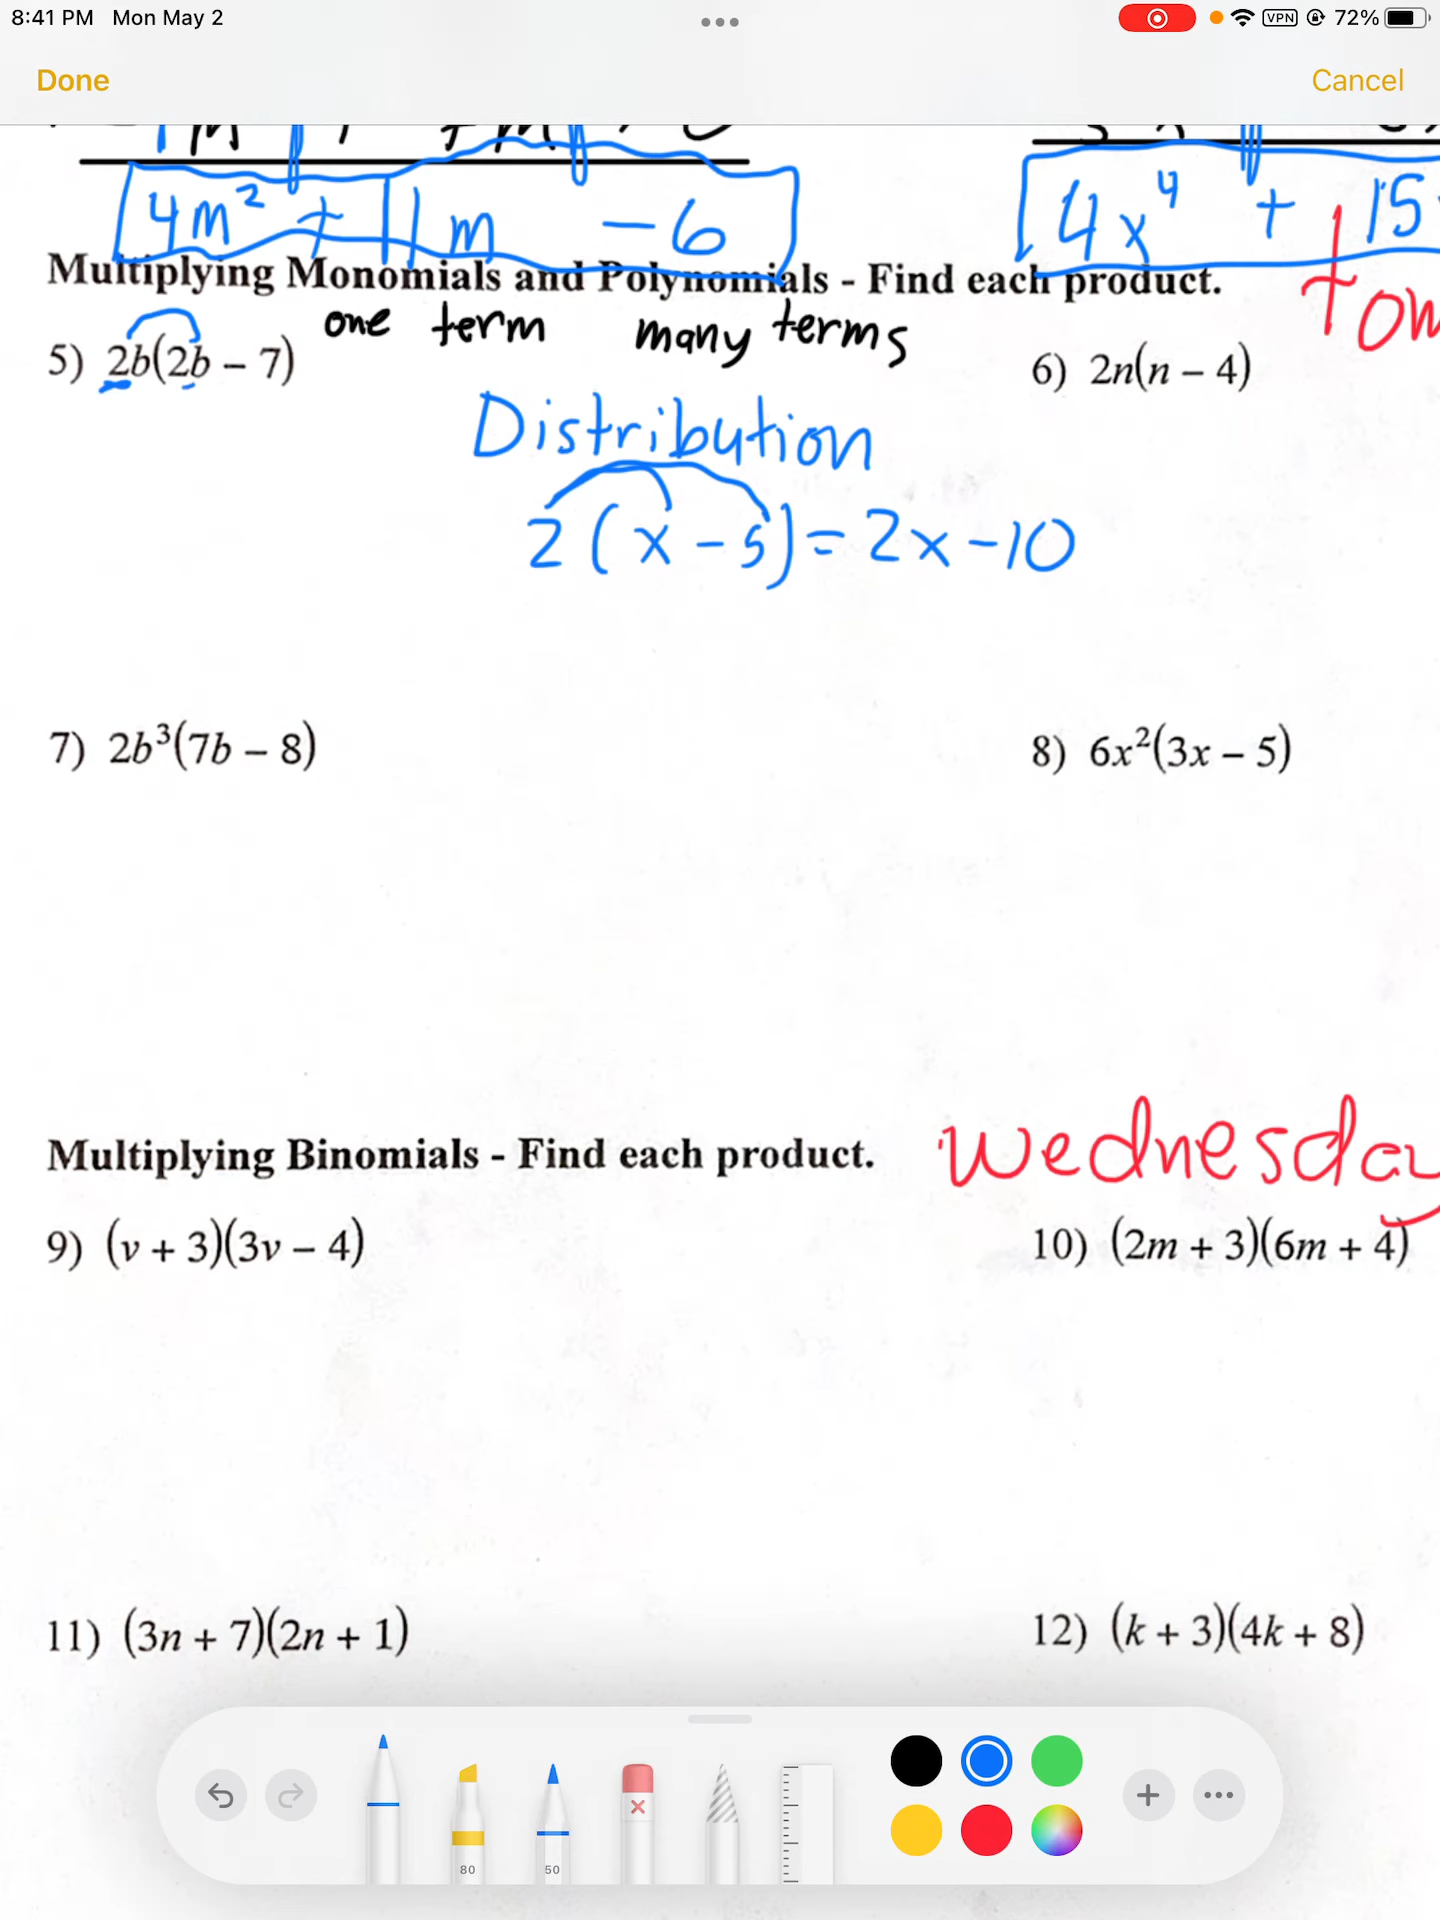 8:41 PM Mon May 2
VPN 72%
Done Cancel
4m² + 11m - 6
4x⁴ + 15
Multiplying Monomials and Polynomials - Find each product.
one term many terms
5) 2b(2b – 7)
6) 2n(n – 4)
Distribution
2(x - 5) = 2x - 10
7) 2b³(7b – 8)
8) 6x²(3x – 5)
Multiplying Binomials - Find each product.
Wednesday
9) (v + 3)(3v – 4)
10) (2m + 3)(6m + 4)
11) (3n + 7)(2n + 1)
12) (k + 3)(4k + 8)
80 50